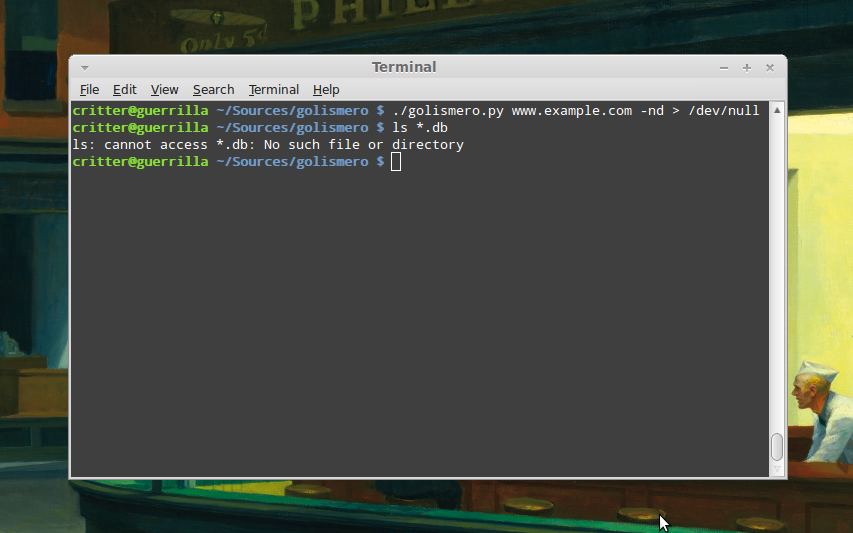 PHILL
Only 5¢
Terminal
File Edit View Search Terminal Help
critter@guerrilla ~/Sources/golismero $ ./golismero.py www.example.com -nd > /dev/null
critter@guerrilla ~/Sources/golismero $ ls *.db
ls: cannot access *.db: No such file or directory
critter@guerrilla ~/Sources/golismero $